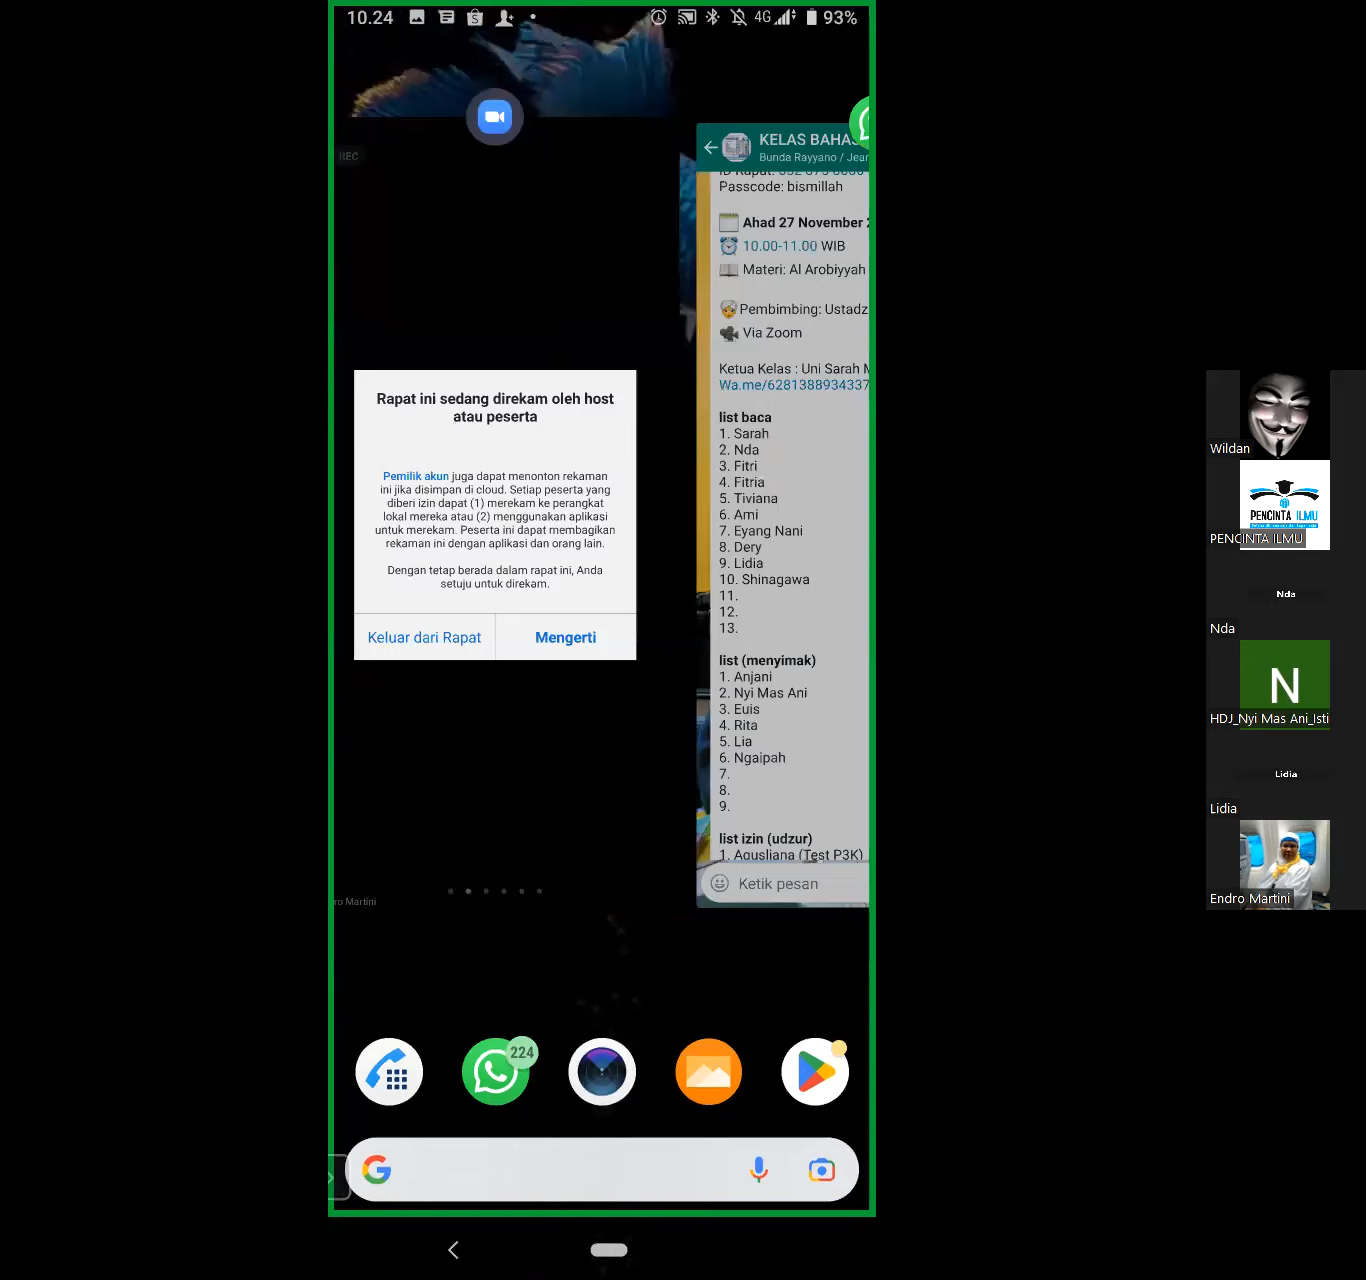 10.24
4G
93%
REC
KELAS BAHAS
Bunda Rayyano / Jear
Passcode: bismillah
Ahad 27 November
10.00-11.00 WIB
Materi: Al Arobiyyah
Pembimbing: Ustadz
Via Zoom
Ketua Kelas : Uni Sarah M
Wa.me/6281388934337
list baca
1. Sarah
2. Nda
3. Fitri
4. Fitria
5. Tiviana
6. Ami
7. Eyang Nani
8. Dery
9. Lidia
10. Shinagawa
11.
12.
13.
list (menyimak)
1. Anjani
2. Nyi Mas Ani
3. Euis
4. Rita
5. Lia
6. Ngaipah
7.
8.
9.
list izin (udzur)
1. Agusliana (Test P3K)
Ketik pesan
Rapat ini sedang direkam oleh host
atau peserta
Pemilik akun juga dapat menonton rekaman
ini jika disimpan di cloud. Setiap peserta yang
diberi izin dapat (1) merekam ke perangkat
lokal mereka atau (2) menggunakan aplikasi
untuk merekam. Peserta ini dapat membagikan
rekaman ini dengan aplikasi dan orang lain.
Dengan tetap berada dalam rapat ini, Anda
setuju untuk direkam.
Keluar dari Rapat
Mengerti
ro Martini
224
Wildan
PENCINTA ILMU
PENCINTA ILMU
Nda
Nda
N
HDJ_Nyi Mas Ani_Isti
Lidia
Lidia
Endro Martini